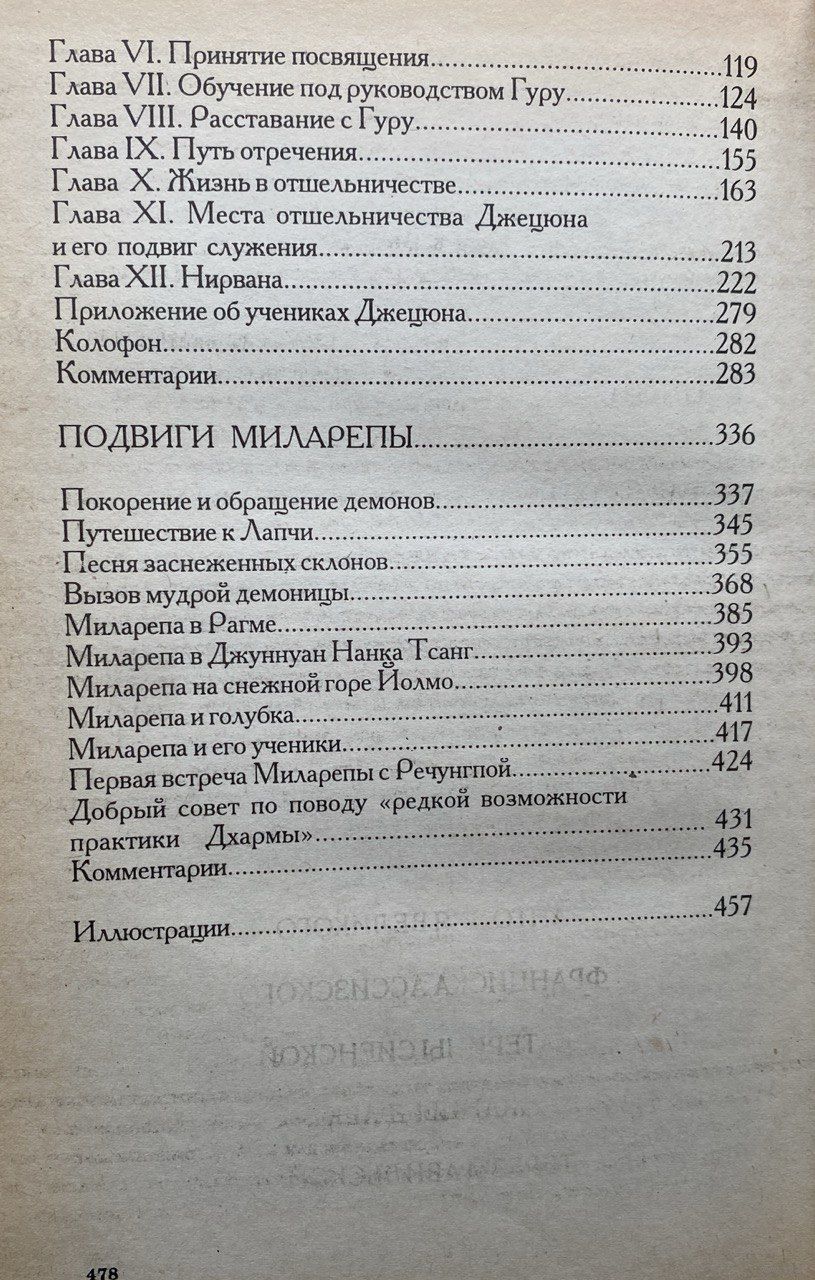 Глава VI. Принятие посвящения..............................119
Глава VII. Обучение под руководством Гуру................124
Глава VIII. Расставание с Гуру................................140
Глава IX. Путь отречения......................................155
Глава X. Жизнь в отшельничестве............................163
Глава XI. Места отшельничества Джецюна
и его подвиг служения..........................................213
Глава XII. Нирвана..............................................222
Приложение об учениках Джецюна...........................279
Колофон...........................................................282
Комментарии.....................................................283
ПОДВИГИ МИЛАРЕПЫ........................................336
Покорение и обращение демонов..............................337
Путешествие к Лапчи...........................................345
Песня заснеженных склонов...................................355
Вызов мудрой демоницы.......................................368
Миларепа в Рагме...............................................385
Миларепа в Джуннуан Нанка Тсанг.........................393
Миларепа на снежной горе Йолмо............................398
Миларепа и голубка.............................................411
Миларепа и его ученики........................................417
Первая встреча Миларепы с Речунгпой.....................424
Добрый совет по поводу «редкой возможности
практики Дхармы»..............................................431
Комментарии.....................................................435
Иллюстрации.....................................................457
ФРАНЦИСКА АССИЗСКОГ
СИЕНСКОЙ
478